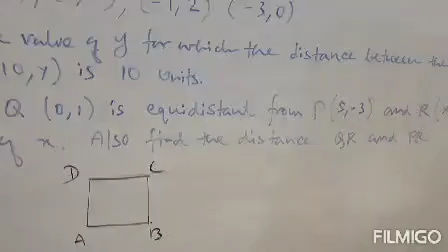 (-1, 2) (-3, 0)
value of y for which the distance between the
10, y) is 10 units.
Q (0, 1) is equidistant from P(5, -3) and R (x
of x. Also find the distance QR and PR
D C
A B
FILMIGO